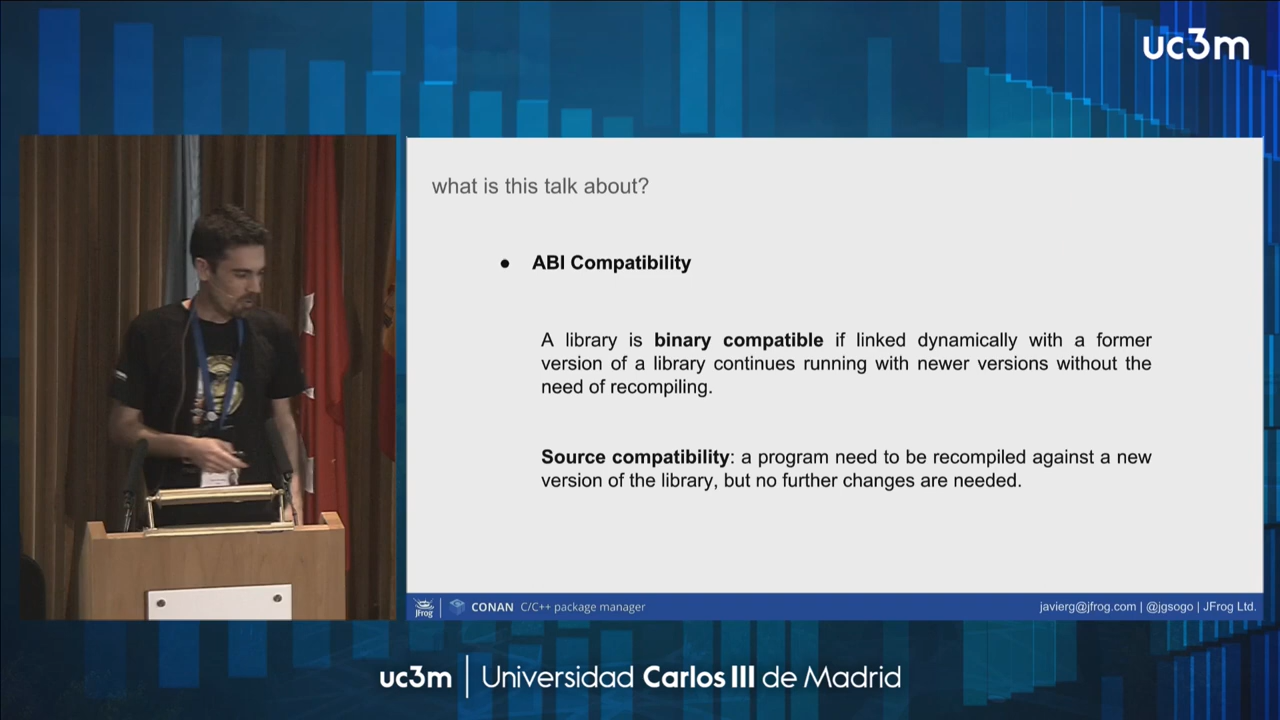 uc3m
what is this talk about?
● ABI Compatibility
A library is binary compatible if linked dynamically with a former
version of a library continues running with newer versions without the
need of recompiling.
Source compatibility: a program need to be recompiled against a new
version of the library, but no further changes are needed.
JFrog CONAN C/C++ package manager javierg@jfrog.com | @jgsogo | JFrog Ltd.
uc3m | Universidad Carlos III de Madrid